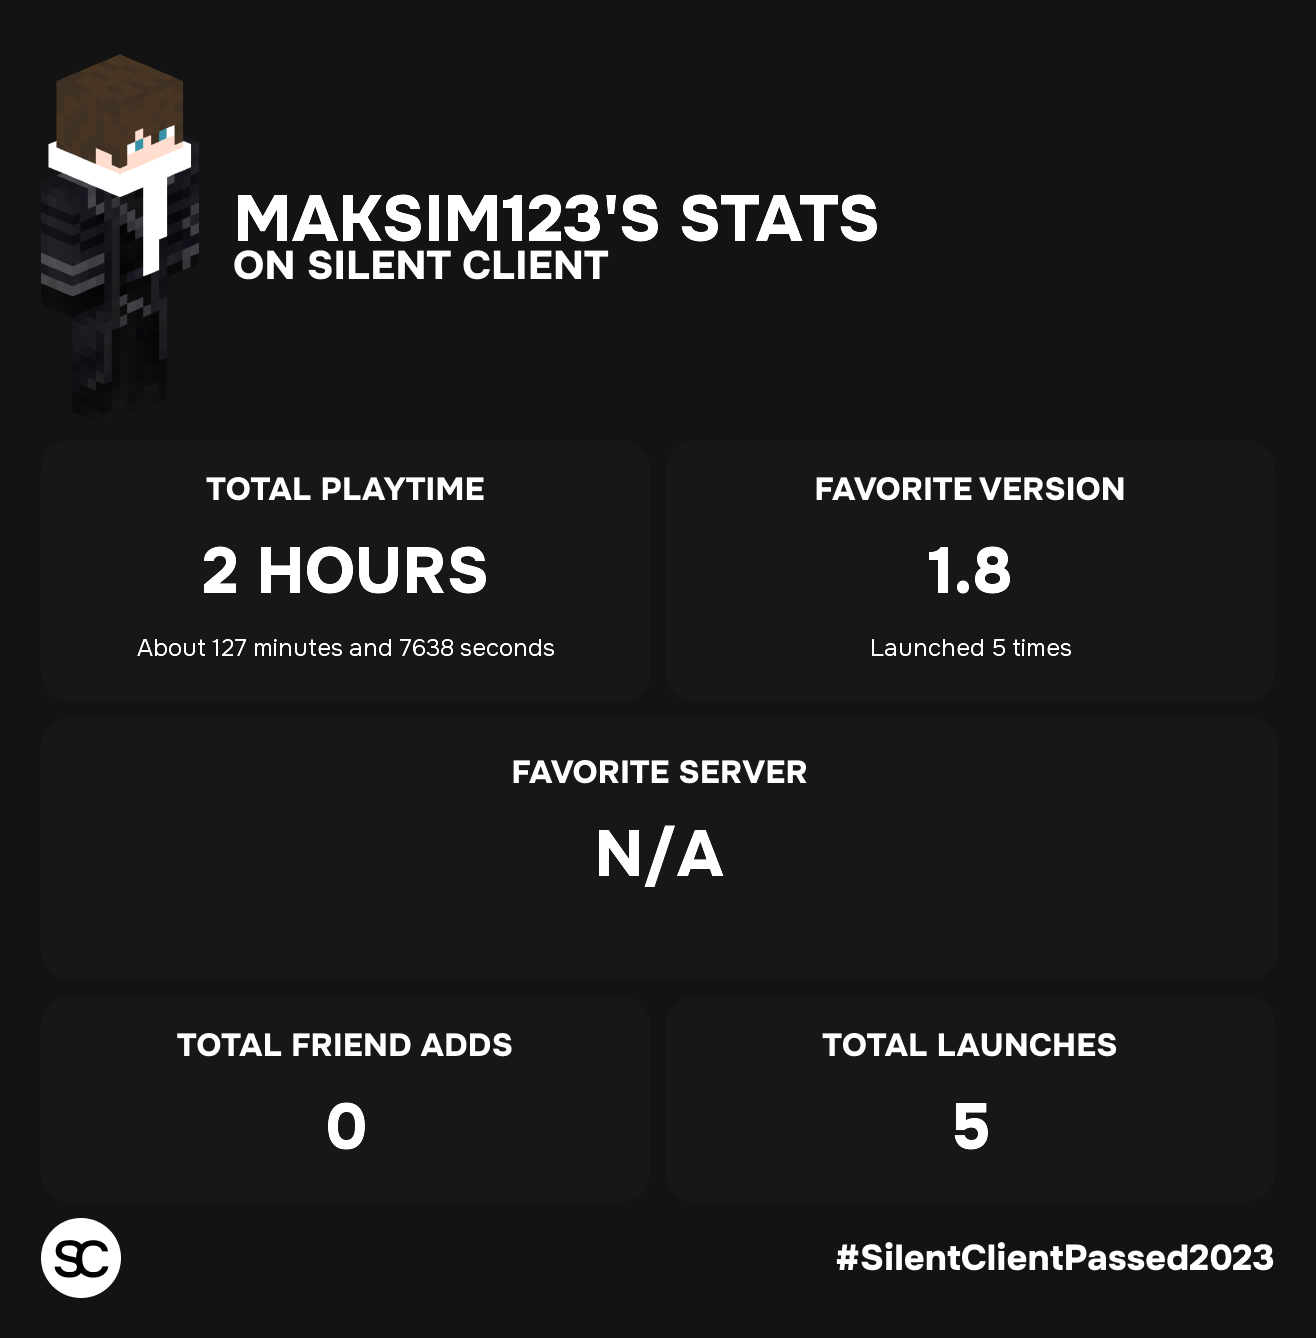 MAKSIM123'S STATS
ON SILENT CLIENT
TOTAL PLAYTIME
2 HOURS
About 127 minutes and 7638 seconds
FAVORITE VERSION
1.8
Launched 5 times
FAVORITE SERVER
N/A
TOTAL FRIEND ADDS
0
TOTAL LAUNCHES
5
SC
#SilentClientPassed2023